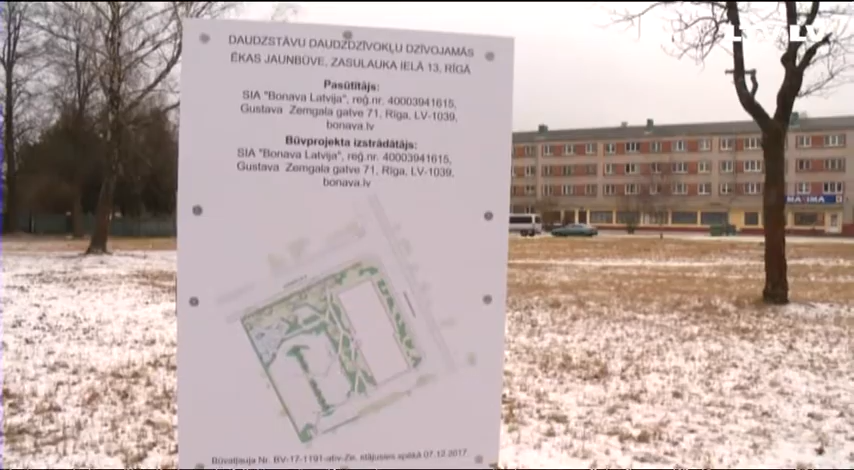 DAUDZSTĀVU DAUDZDZĪVOKĻU DZĪVOJAMĀS
ĒKAS JAUNBŪVE, ZASULAUKA IELĀ 13, RĪGĀ
Pasūtītājs:
SIA "Bonava Latvija", reģ.nr. 40003941615,
Gustava Zemgala gatve 71, Rīga, LV-1039,
bonava.lv
Būvprojekta izstrādātājs:
SIA "Bonava Latvija", reģ.nr. 40003941615,
Gustava Zemgala gatve 71, Rīga, LV-1039,
bonava.lv
Būvatļauja Nr. BV-17-1191-abv-Ze, stājusies spēkā 07.12.2017
MAXIMA
LTV7